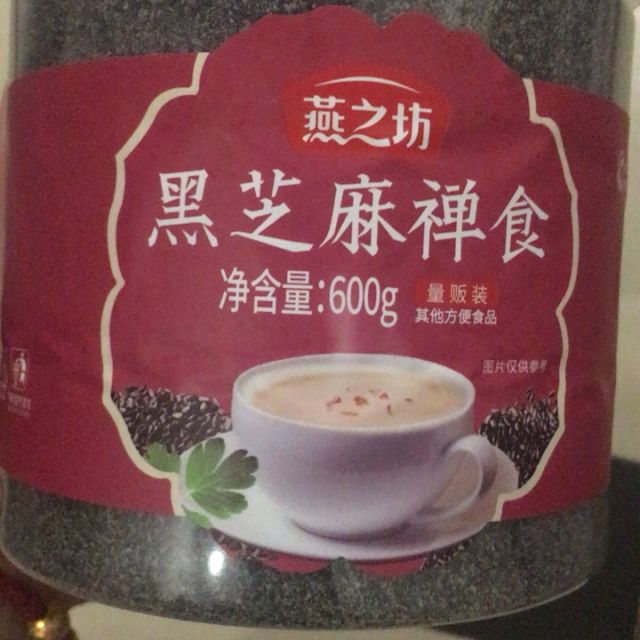 燕之坊
黑芝麻禅食
净含量:600g
量贩装
其他方便食品
图片仅供参考